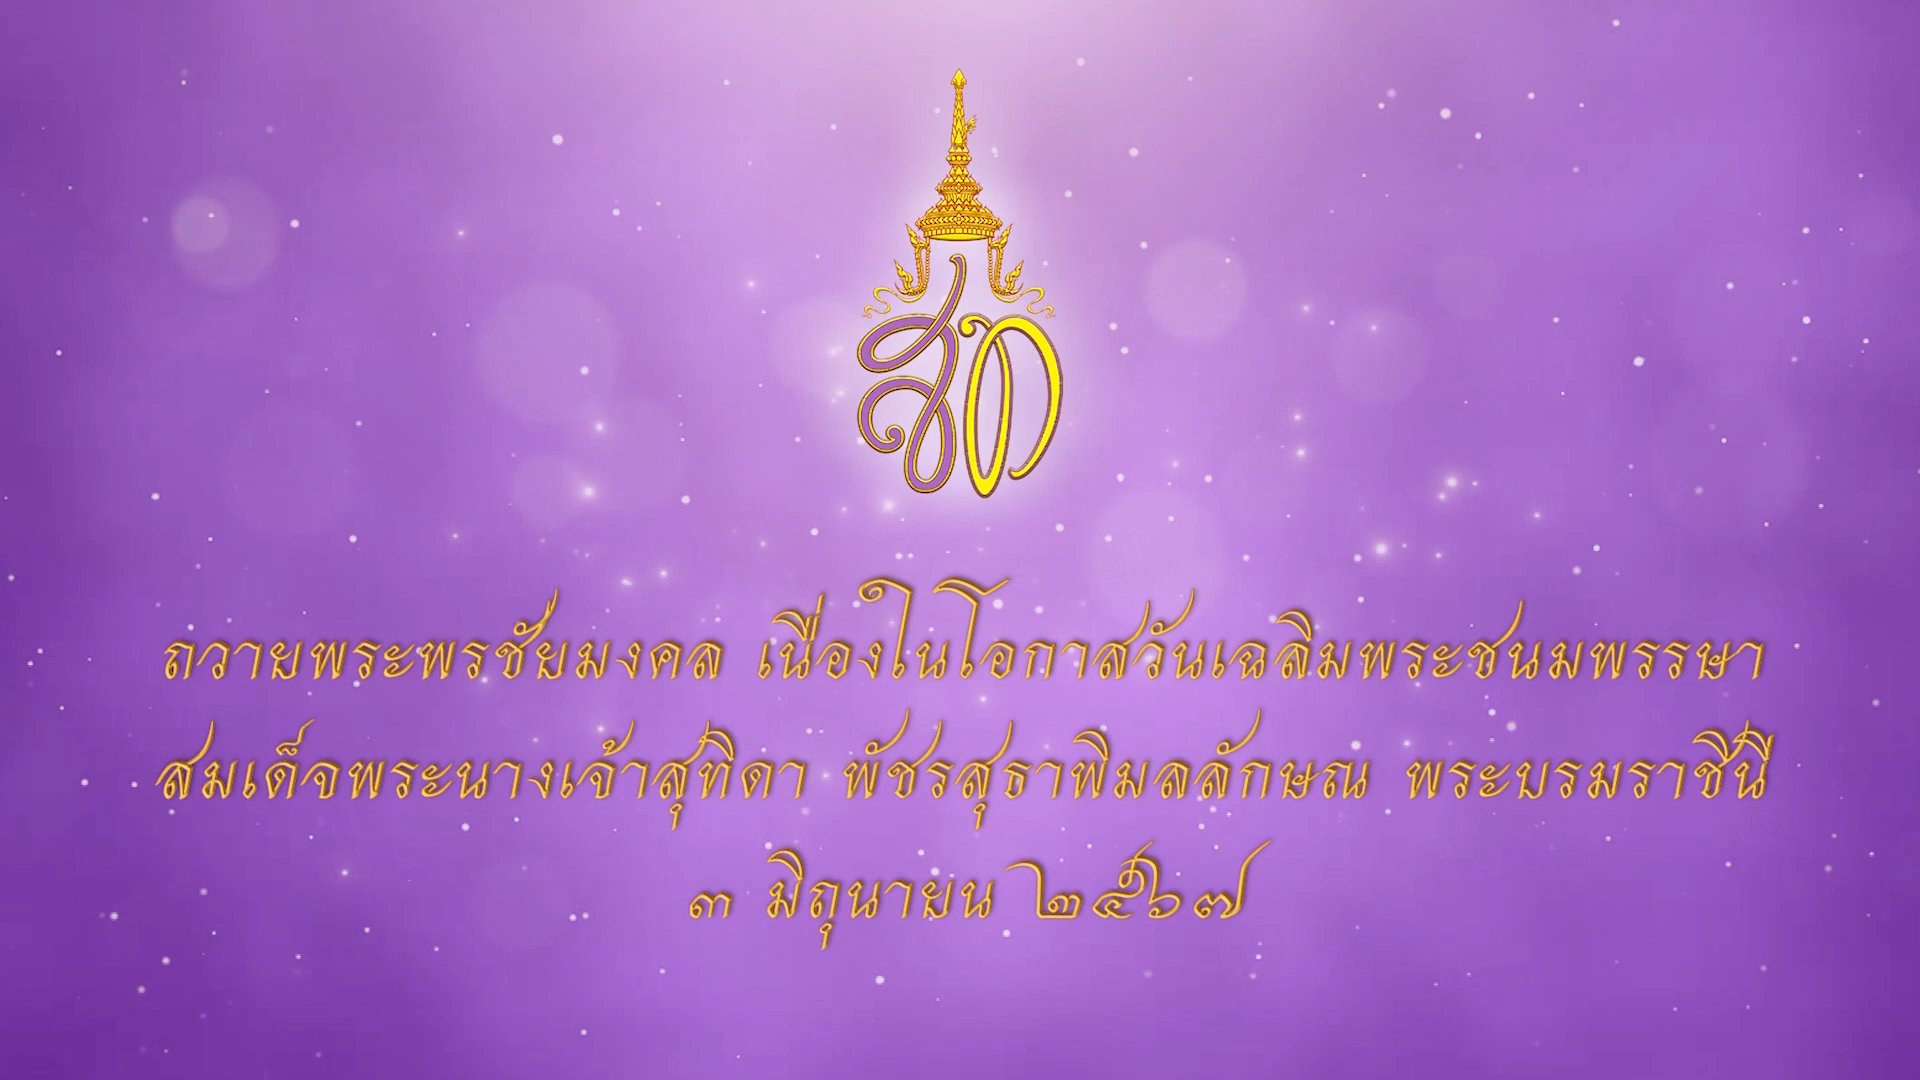 สท
ถวายพระพรชัยมงคล เนื่องในโอกาสวันเฉลิมพระชนมพรรษา
สมเด็จพระนางเจ้าสุทิดา พัชรสุธาพิมลลักษณ พระบรมราชินี
๓ มิถุนายน ๒๕๖๗